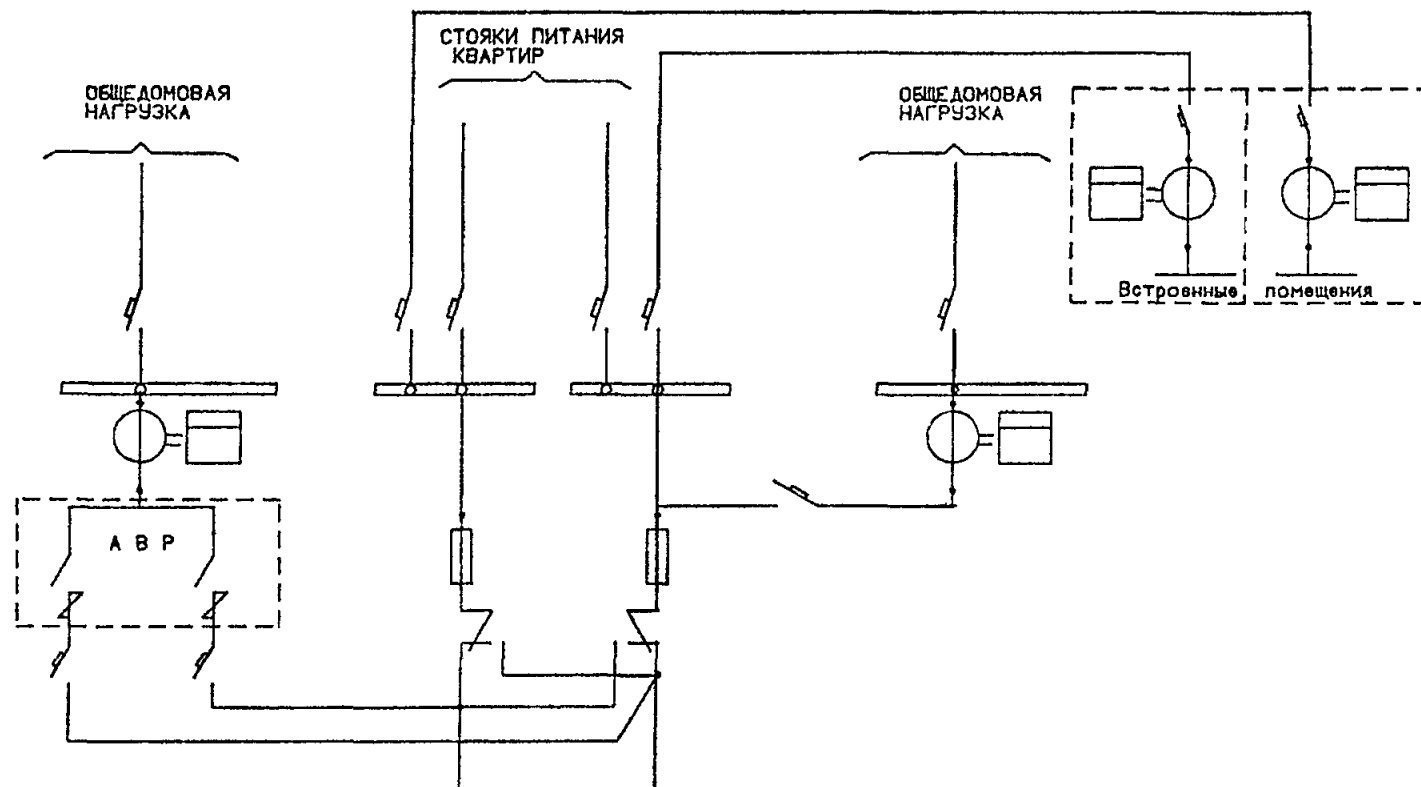 СТОЯКИ ПИТАНИЯ
КВАРТИР
ОБЩЕДОМОВАЯ
НАГРУЗКА
ОБЩЕДОМОВАЯ
НАГРУЗКА
Встроенные помещения
А В Р